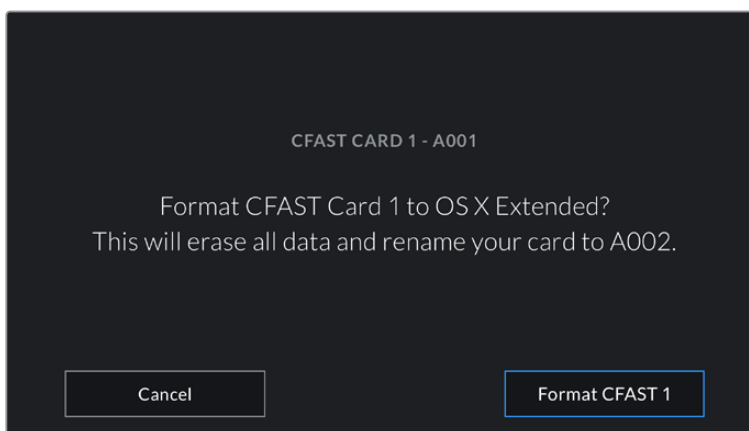 CFAST CARD 1 - A001
Format CFAST Card 1 to OS X Extended?
This will erase all data and rename your card to A002.
Cancel
Format CFAST 1